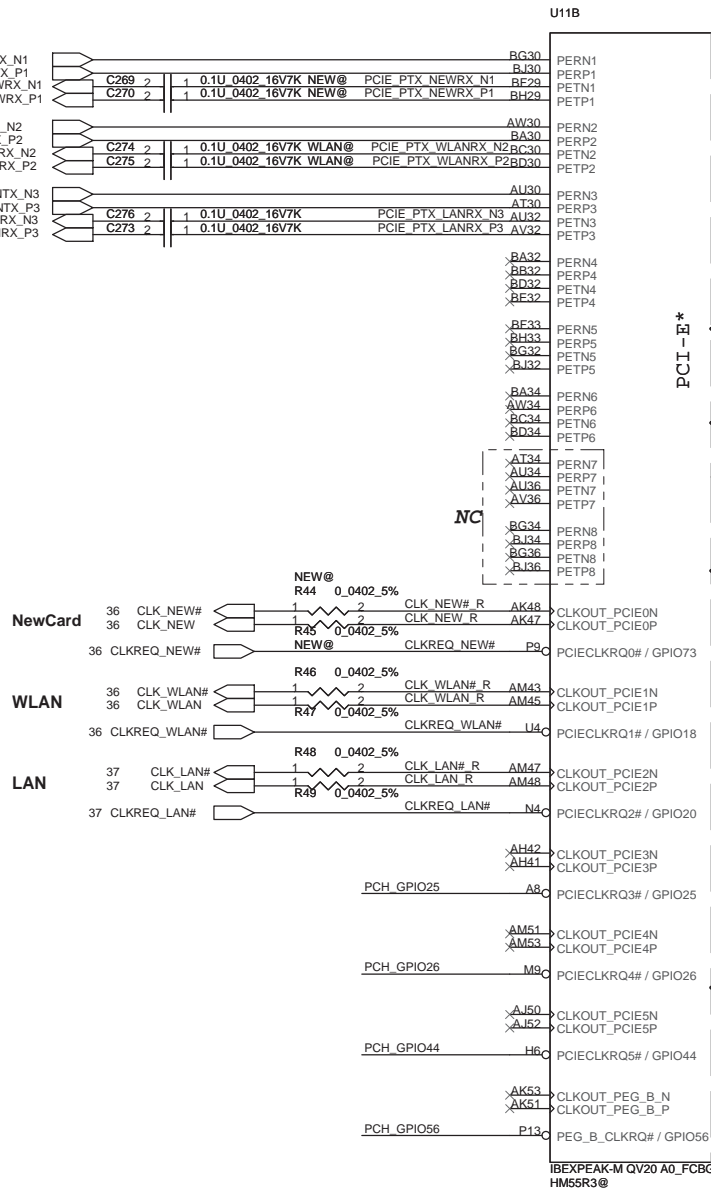 U11B
X_N1 BG30 PERN1
X_P1 BJ30 PERP1
WRX_N1 C269 2 1 0.1U_0402_16V7K NEW@ PCIE_PTX_NEWRX_N1 BF29 PETN1
WRX_P1 C270 2 1 0.1U_0402_16V7K NEW@ PCIE_PTX_NEWRX_P1 BH29 PETP1
_N2 AW30 PERN2
_P2 BA30 PERP2
RX_N2 C274 2 1 0.1U_0402_16V7K WLAN@ PCIE_PTX_WLANRX_N2 BC30 PETN2
RX_P2 C275 2 1 0.1U_0402_16V7K WLAN@ PCIE_PTX_WLANRX_P2 BD30 PETP2
NTX_N3 AU30 PERN3
NTX_P3 AT30 PERP3
RX_N3 C276 2 1 0.1U_0402_16V7K PCIE_PTX_LANRX_N3 AU32 PETN3
NRX_P3 C273 2 1 0.1U_0402_16V7K PCIE_PTX_LANRX_P3 AV32 PETP3
BA32 PERN4
BB32 PERP4
BD32 PETN4
BE32 PETP4
PCI-E*
BF33 PERN5
BH33 PERP5
BG32 PETN5
BJ32 PETP5
BA34 PERN6
AW34 PERP6
BC34 PETN6
BD34 PETP6
AT34 PERN7
AU34 PERP7
AU36 PETN7
AV36 PETP7
NC
BG34 PERN8
BJ34 PERP8
BG36 PETN8
BJ36 PETP8
NEW@
R44 0_0402_5%
NewCard 36 CLK_NEW# 1 2 CLK_NEW#_R AK48 CLKOUT_PCIE0N
36 CLK_NEW 1 2 CLK_NEW_R AK47 CLKOUT_PCIE0P
R45 0_0402_5%
NEW@
36 CLKREQ_NEW# CLKREQ_NEW# P9 PCIECLKRQ0# / GPIO73
R46 0_0402_5%
WLAN 36 CLK_WLAN# 1 2 CLK_WLAN#_R AM43 CLKOUT_PCIE1N
36 CLK_WLAN 1 2 CLK_WLAN_R AM45 CLKOUT_PCIE1P
R47 0_0402_5%
36 CLKREQ_WLAN# CLKREQ_WLAN# U4 PCIECLKRQ1# / GPIO18
R48 0_0402_5%
LAN 37 CLK_LAN# 1 2 CLK_LAN#_R AM47 CLKOUT_PCIE2N
37 CLK_LAN 1 2 CLK_LAN_R AM48 CLKOUT_PCIE2P
R49 0_0402_5%
37 CLKREQ_LAN# CLKREQ_LAN# N4 PCIECLKRQ2# / GPIO20
AH42 CLKOUT_PCIE3N
AH41 CLKOUT_PCIE3P
PCH_GPIO25 A8 PCIECLKRQ3# / GPIO25
AM51 CLKOUT_PCIE4N
AM53 CLKOUT_PCIE4P
PCH_GPIO26 M9 PCIECLKRQ4# / GPIO26
AJ50 CLKOUT_PCIE5N
AJ52 CLKOUT_PCIE5P
PCH_GPIO44 H6 PCIECLKRQ5# / GPIO44
AK53 CLKOUT_PEG_B_N
AK51 CLKOUT_PEG_B_P
PCH_GPIO56 P13 PEG_B_CLKRQ# / GPIO56
IBEXPEAK-M QV20 A0_FCBG
HM55R3@